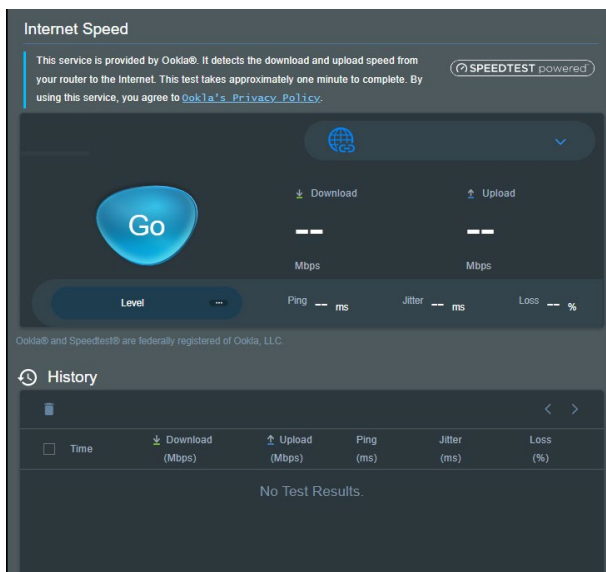 Internet Speed
This service is provided by Ookla®. It detects the download and upload speed from
your router to the Internet. This test takes approximately one minute to complete. By
using this service, you agree to Ookla's Privacy Policy.
SPEEDTEST powered
Download
Upload
Go
-- --
Mbps Mbps
Level ... Ping -- ms Jitter -- ms Loss -- %
Ookla® and Speedtest® are federally registered of Ookla, LLC.
History
< >
Time Download (Mbps) Upload (Mbps) Ping (ms) Jitter (ms) Loss (%)
No Test Results.